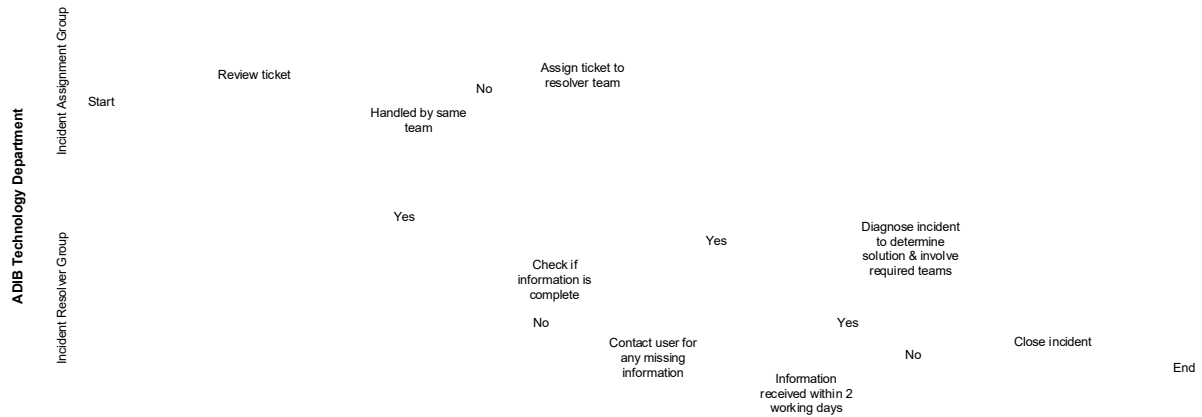 ADIB Technology Department
Incident Assignment Group
Start
Review ticket
Handled by same
team
No
Assign ticket to
resolver team
Incident Resolver Group
Yes
Check if
information is
complete
Yes
No
Contact user for
any missing
information
Information
received within 2
working days
Yes
No
Diagnose incident
to determine
solution & involve
required teams
Close incident
End